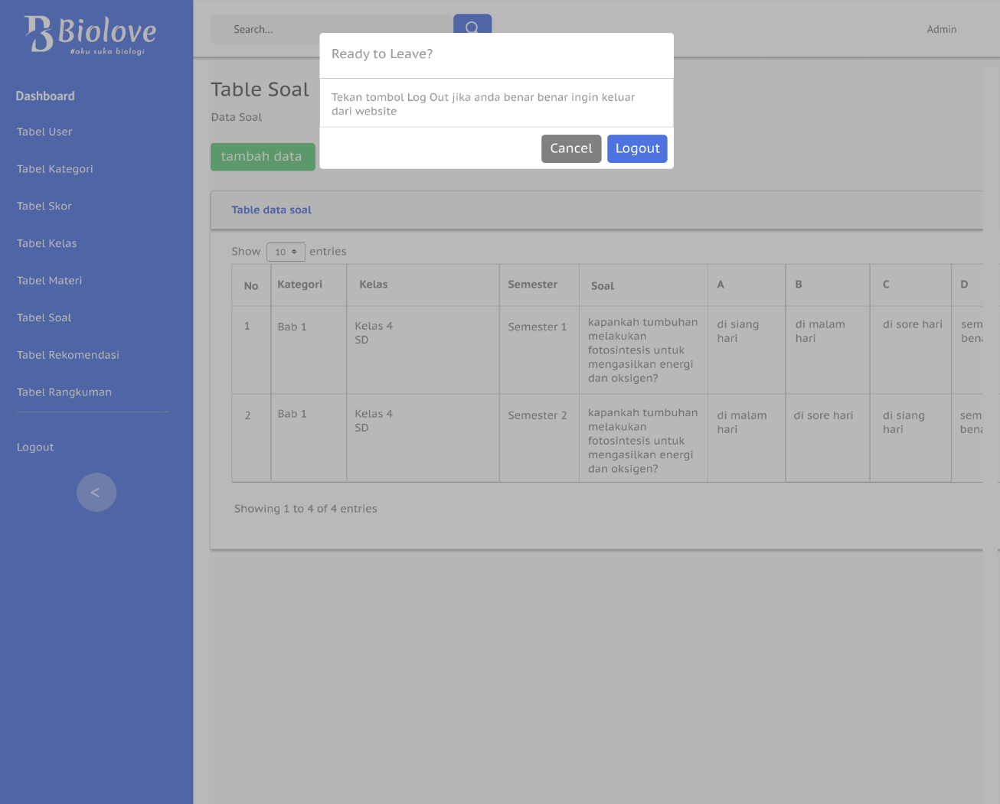 Biolove
#aku suka biologi
Dashboard
Tabel User
Tabel Kategori
Tabel Skor
Tabel Kelas
Tabel Materi
Tabel Soal
Tabel Rekomendasi
Tabel Rangkuman
Logout
<
Search...
Admin
Ready to Leave?
Tekan tombol Log Out jika anda benar benar ingin keluar
dari website
Cancel Logout
Table Soal
Data Soal
tambah data
Table data soal
Show 10 entries
No Kategori Kelas Semester Soal A B C D
1 Bab 1 Kelas 4
SD
Semester 1
kapankah tumbuhan
melakukan
fotosintesis untuk
mengasilkan energi
dan oksigen?
di siang
hari
di malam
hari
di sore hari
sem
bena
2 Bab 1 Kelas 4
SD
Semester 2
kapankah tumbuhan
melakukan
fotosintesis untuk
mengasilkan energi
dan oksigen?
di malam
hari
di sore hari
di siang
hari
sem
bena
Showing 1 to 4 of 4 entries